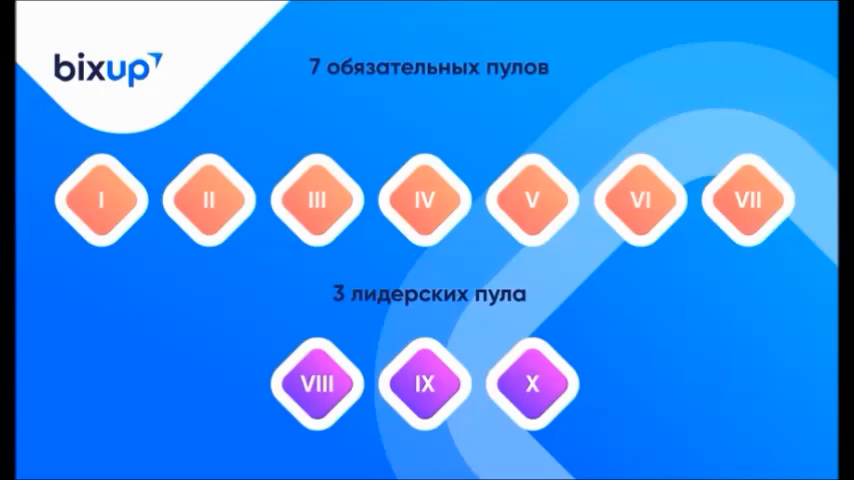 bixup
7 обязательных пулов
I II III IV V VI VII
3 лидерских пула
VIII IX X